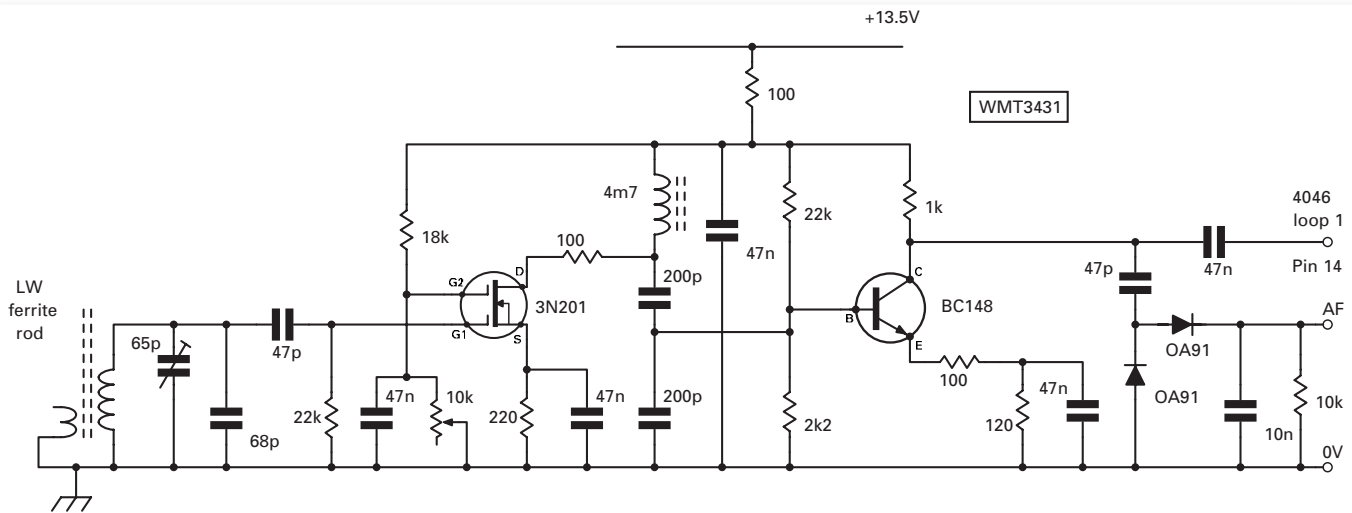 +13.5V
100
WMT3431
4m7
18k
100
22k
47n
1k
4046
loop 1
Pin 14
47n
47p
LW
ferrite
rod
G2
D
G1
S
3N201
200p
C
B
E
BC148
AF
OA91
65p
47p
22k
68p
47n
10k
220
47n
200p
2k2
100
120
47n
OA91
10n
10k
0V